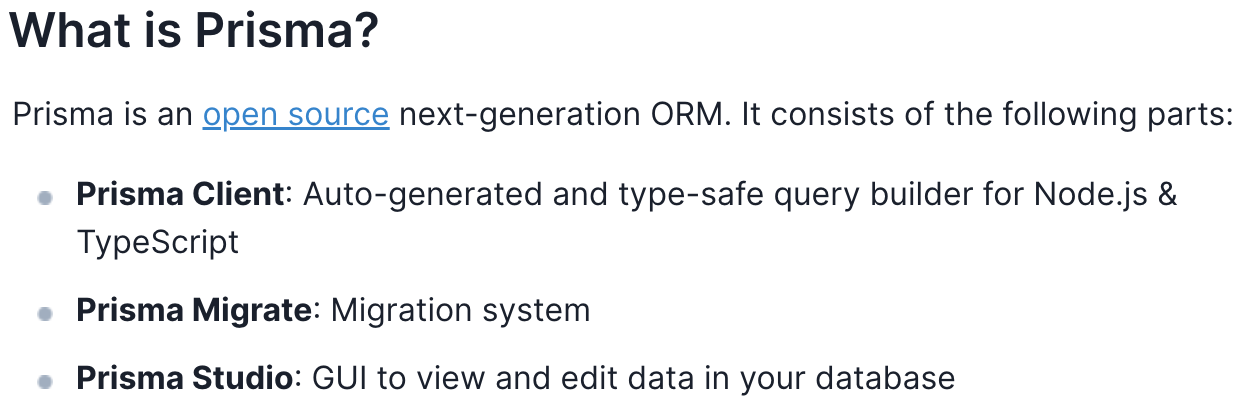 What is Prisma?
Prisma is an open source next-generation ORM. It consists of the following parts:
Prisma Client: Auto-generated and type-safe query builder for Node.js &
TypeScript
Prisma Migrate: Migration system
Prisma Studio: GUI to view and edit data in your database